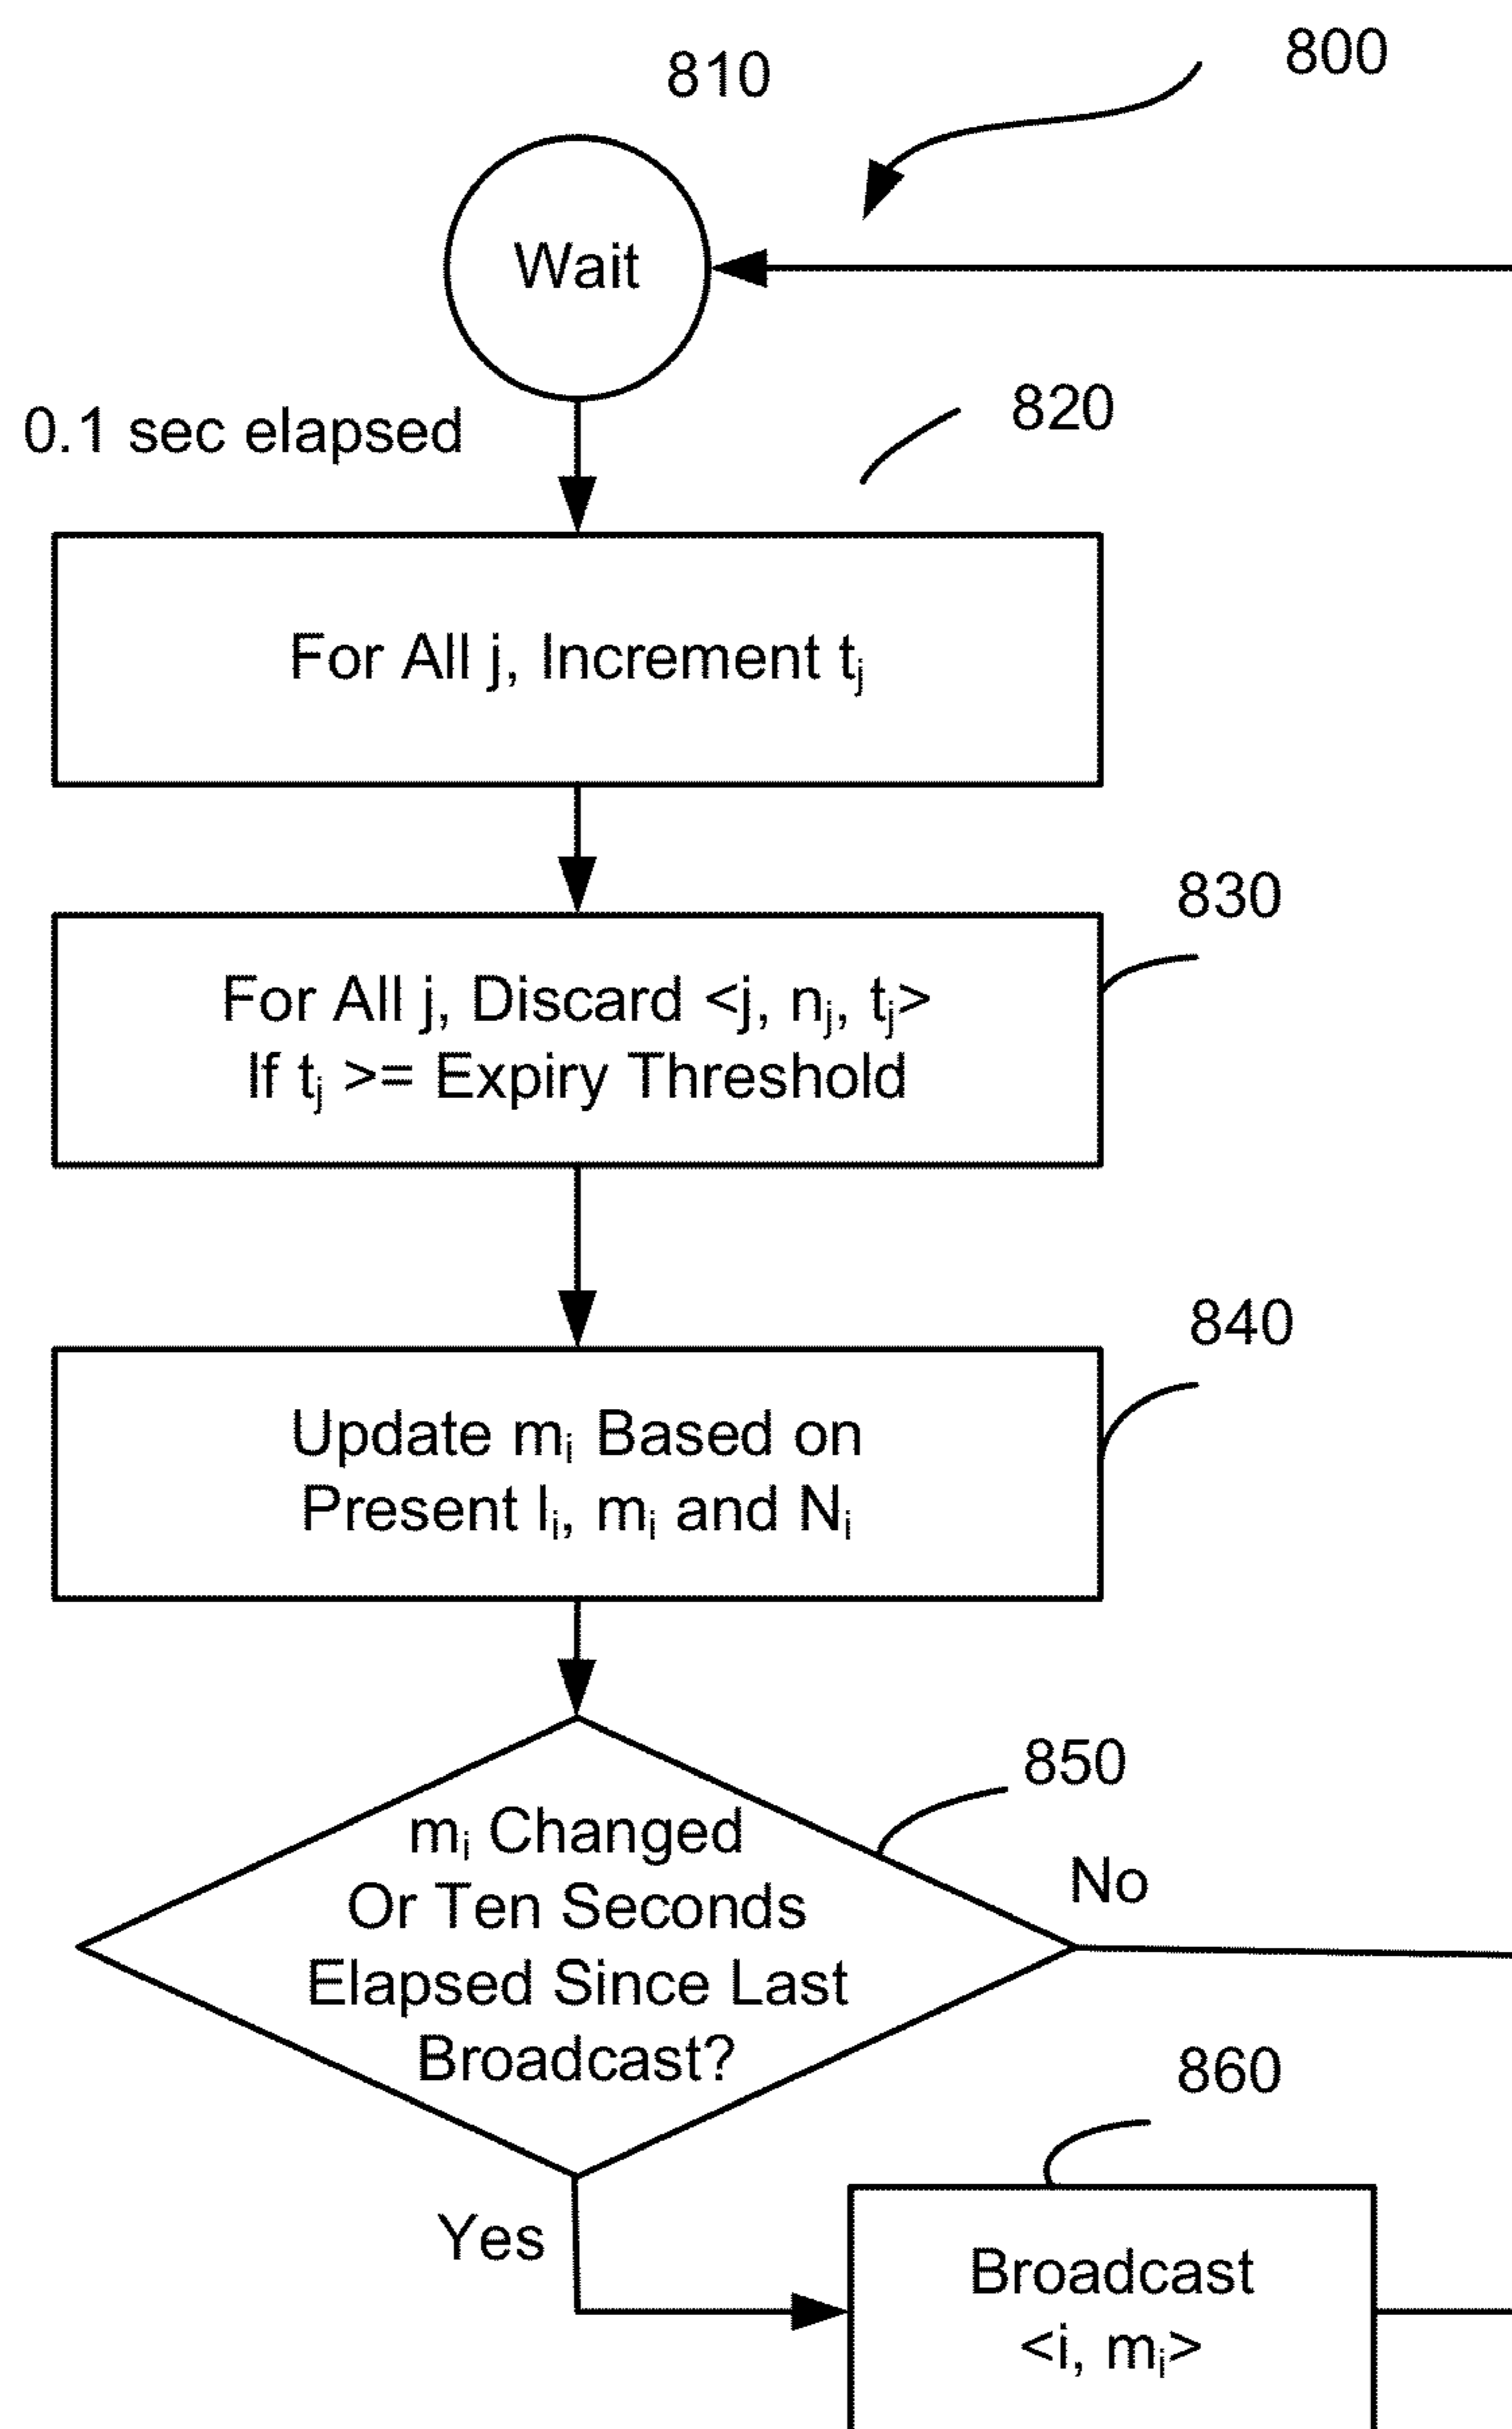 810
800
Wait
0.1 sec elapsed
820
For All j, Increment tⱼ
830
For All j, Discard <j, nⱼ, tⱼ>
If tⱼ >= Expiry Threshold
840
Update mᵢ Based on
Present Iᵢ, mᵢ and Nᵢ
850
mᵢ Changed
Or Ten Seconds
Elapsed Since Last
Broadcast?
No
860
Yes
Broadcast
<i, mᵢ>